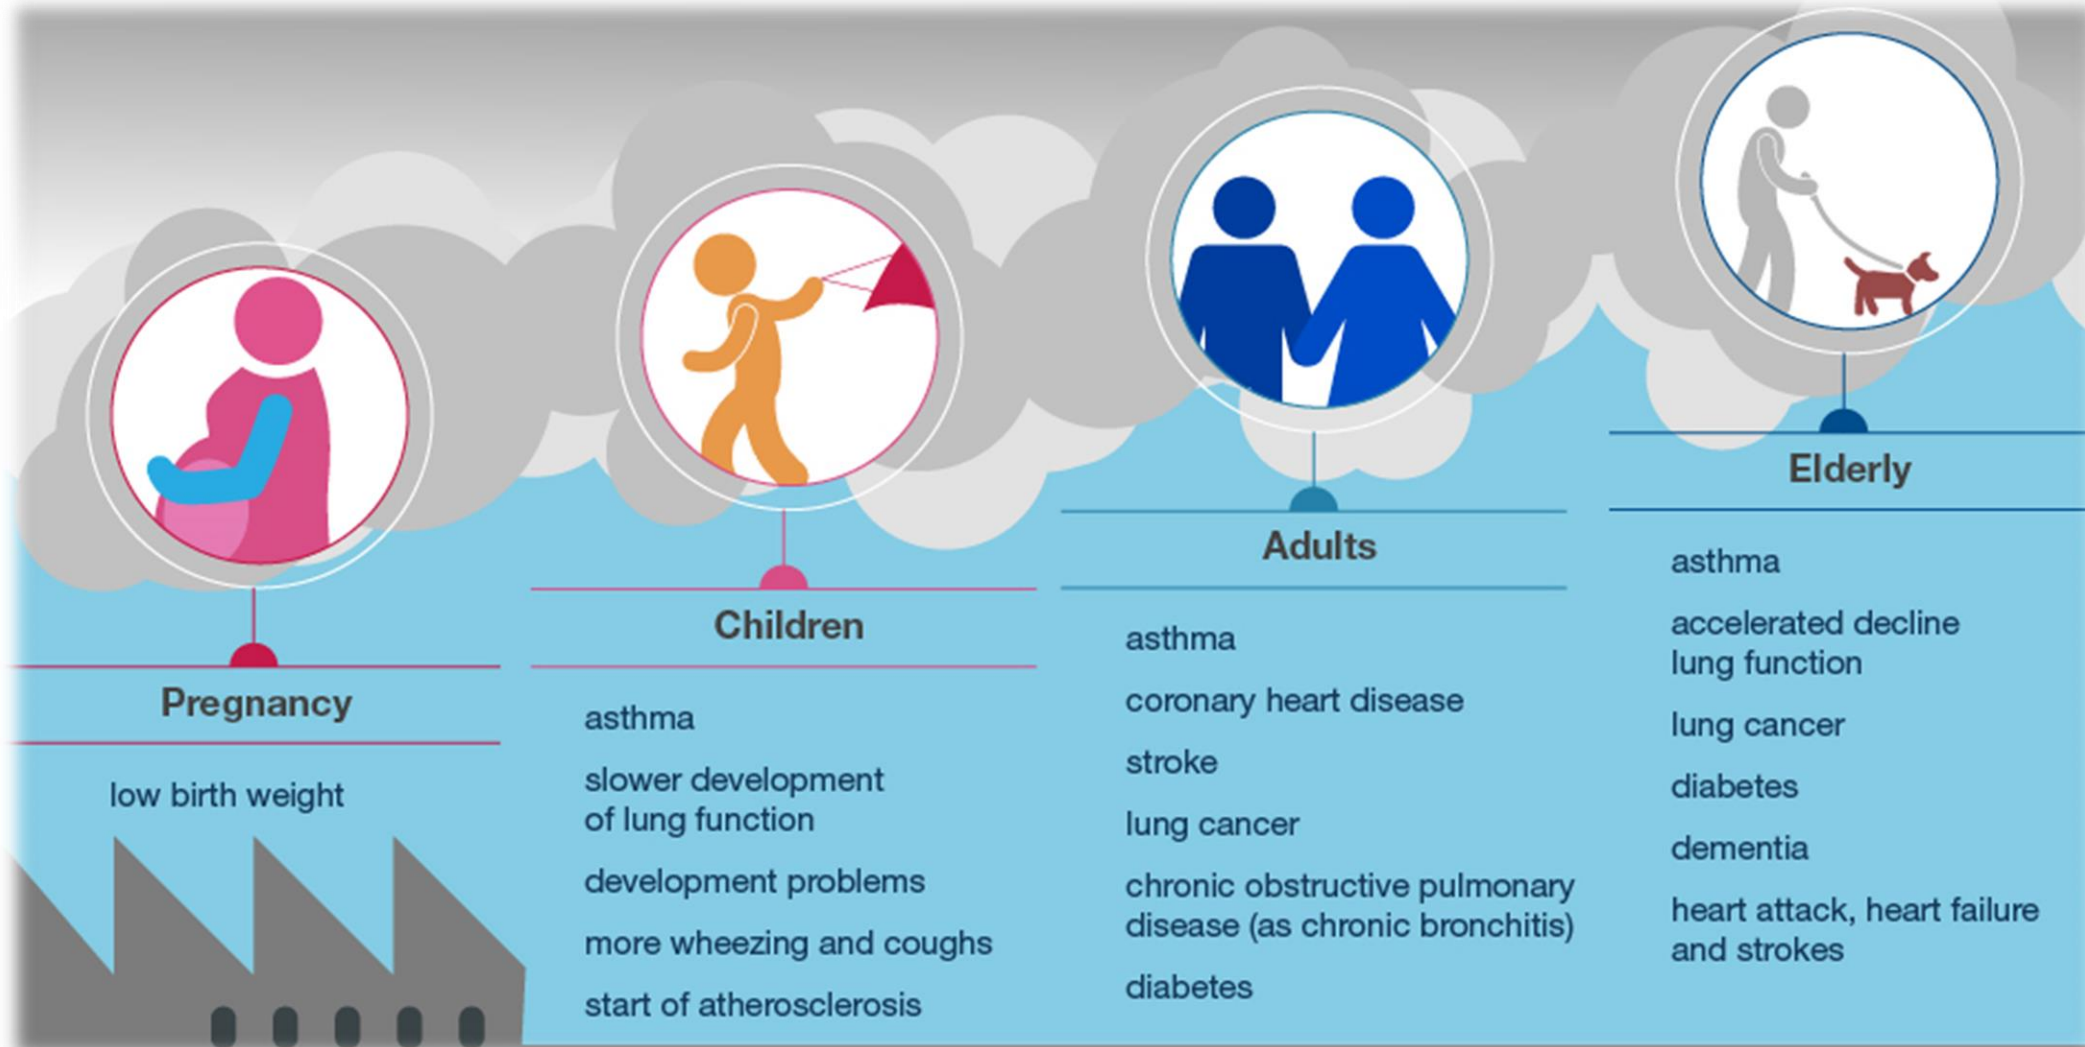 Pregnancy
low birth weight
Children
asthma
slower development
of lung function
development problems
more wheezing and coughs
start of atherosclerosis
Adults
asthma
coronary heart disease
stroke
lung cancer
chronic obstructive pulmonary
disease (as chronic bronchitis)
diabetes
Elderly
asthma
accelerated decline
lung function
lung cancer
diabetes
dementia
heart attack, heart failure
and strokes